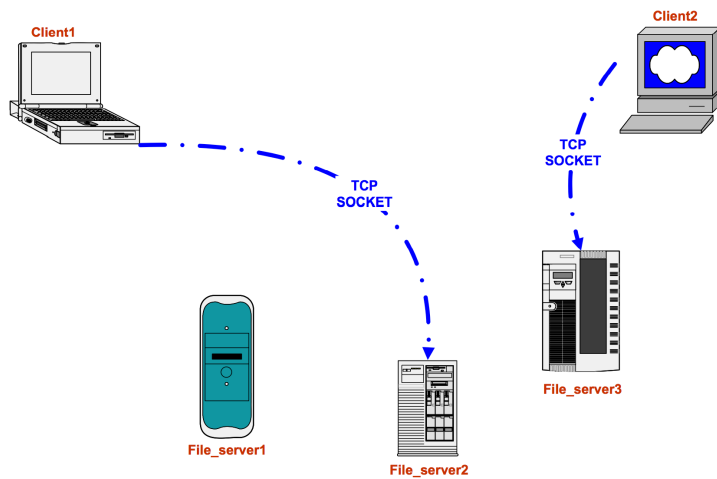 Client2
Client1
TCP
SOCKET
TCP
SOCKET
File_server3
File_server1
File_server2